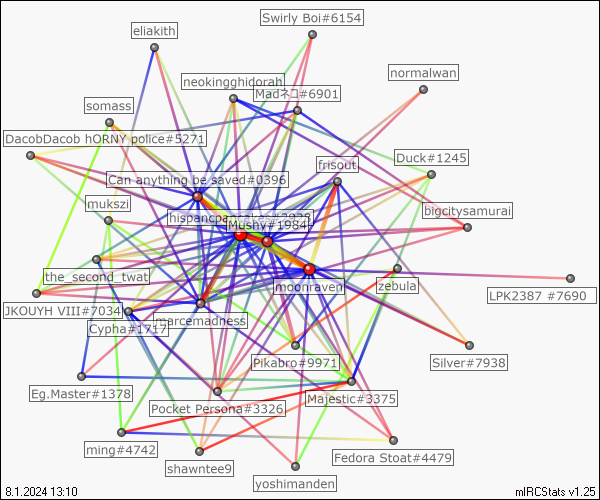 Swirly Boi#6154
eliakith
normalwan
neokingghidorah
Madネコ#6901
somass
DacobDacob hORNY police#5271
frisout
Duck#1245
Can anything be saved#0396
mukszi
bigcitysamurai
Mushy#1984
the_second_twat
moonraven
zebula
LPK2387 #7690
JKOUYH VIII#7034
marcemadness
Cypha#1717
Pikabro#9971
Silver#7938
Eg.Master#1378
Majestic#3375
Pocket Persona#3326
ming#4742
Fedora Stoat#4479
shawntee9
yoshimanden
8.1.2024 13:10
mIRCStats v1.25